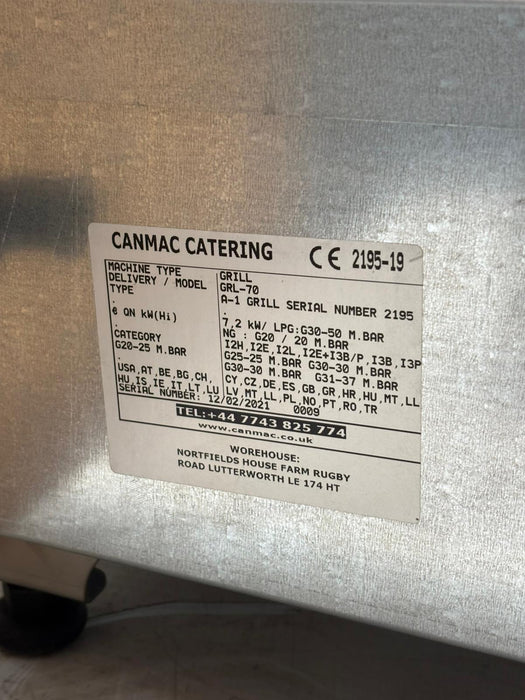 CANMAC CATERING CE 2195-19
MACHINE TYPE GRILL
DELIVERY / MODEL GRL-70
TYPE A-1 GRILL SERIAL NUMBER 2195
. .
€ QN kW(Hi) 7,2 kW/ LPG:G30-50 M.BAR
. NG : G20 / 20 M.BAR
CATEGORY I2H,I2E,I2L,I2E+I3B/P,I3B,I3P
G20-25 M.BAR G25-25 M.BAR G30-30 M.BAR
. G30-30 M.BAR G31-37 M.BAR
USA,AT,BE,BG,CH, CY,CZ,DE,ES,GB,GR,HR,HU,MT,LL
HU,IS,IE,IT,LT,LU LV,MT,LL,PL,NO,PT,RO,TR
SERIAL NUMBER: 12/02/2021 0009
TEL:+44 7743 825 774
www.canmac.co.uk
WOREHOUSE:
NORTFIELDS HOUSE FARM RUGBY
ROAD LUTTERWORTH LE 174 HT